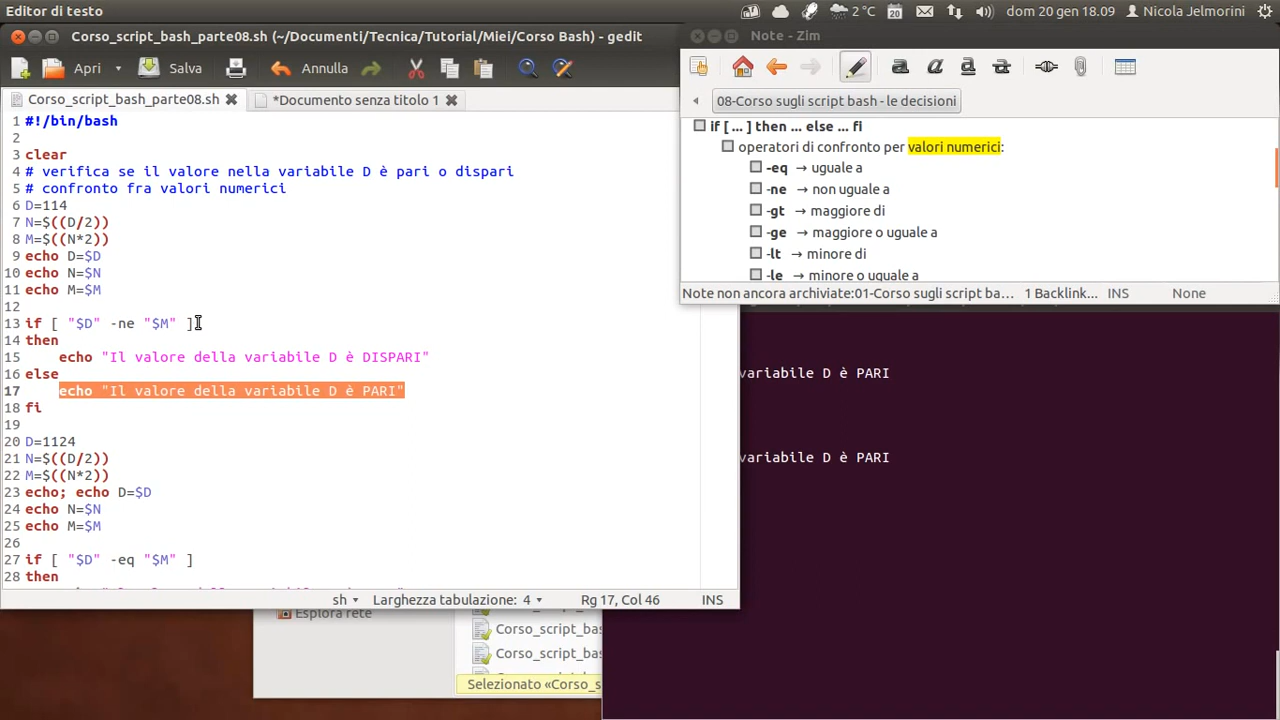 Editor di testo
2 °C
20
dom 20 gen 18.09
Nicola Jelmorini
Corso_script_bash_parte08.sh (~/Documenti/Tecnica/Tutorial/Miei/Corso Bash) - gedit
Apri
Salva
Annulla
Corso_script_bash_parte08.sh
*Documento senza titolo 1
1 #!/bin/bash
2
3 clear
4 # verifica se il valore nella variabile D è pari o dispari
5 # confronto fra valori numerici
6 D=114
7 N=$((D/2))
8 M=$((N*2))
9 echo D=$D
10 echo N=$N
11 echo M=$M
12
13 if [ "$D" -ne "$M" ]
14 then
15 echo "Il valore della variabile D è DISPARI"
16 else
17 echo "Il valore della variabile D è PARI"
18 fi
19
20 D=1124
21 N=$((D/2))
22 M=$((N*2))
23 echo; echo D=$D
24 echo N=$N
25 echo M=$M
26
27 if [ "$D" -eq "$M" ]
28 then
sh
Larghezza tabulazione: 4
Rg 17, Col 46
INS
Note - Zim
a a a a
08-Corso sugli script bash - le decisioni
if [ ... ] then ... else ... fi
operatori di confronto per valori numerici:
-eq → uguale a
-ne → non uguale a
-gt → maggiore di
-ge → maggiore o uguale a
-lt → minore di
-le → minore o uguale a
Note non ancora archiviate:01-Corso sugli script ba...
1 Backlink...
INS
None
variabile D è PARI
variabile D è PARI
Esplora rete
Corso_script_bas
Corso_script_bas
Selezionato «Corso_s